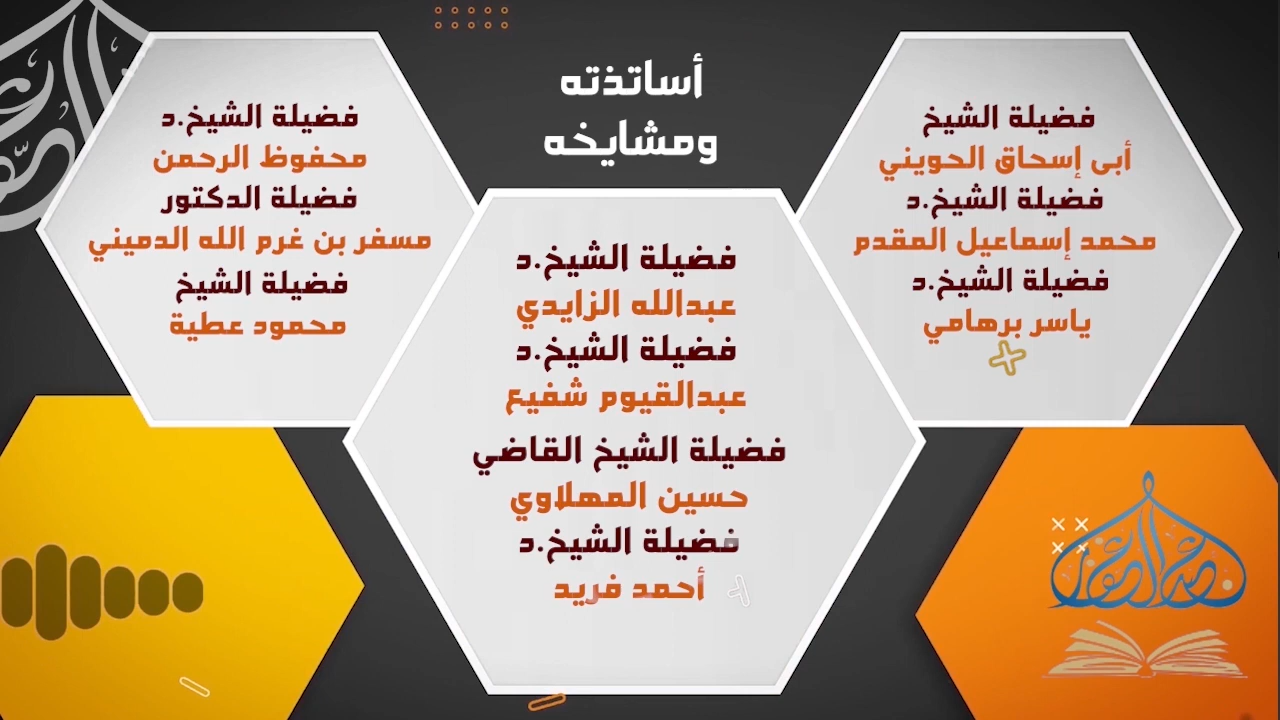 أساتذته
ومشايخه
فضيلة الشيخ
أبى إسحاق الحويني
فضيلة الشيخ.د
محمد إسماعيل المقدم
فضيلة الشيخ.د
ياسر برهامي
فضيلة الشيخ.د
عبدالله الزايدي
فضيلة الشيخ.د
عبدالقيوم شفيع
فضيلة الشيخ القاضي
حسين المهلاوي
فضيلة الشيخ.د
أحمد فريد
فضيلة الشيخ.د
محفوظ الرحمن
فضيلة الدكتور
مسفر بن غرم الله الدميني
فضيلة الشيخ
محمود عطية